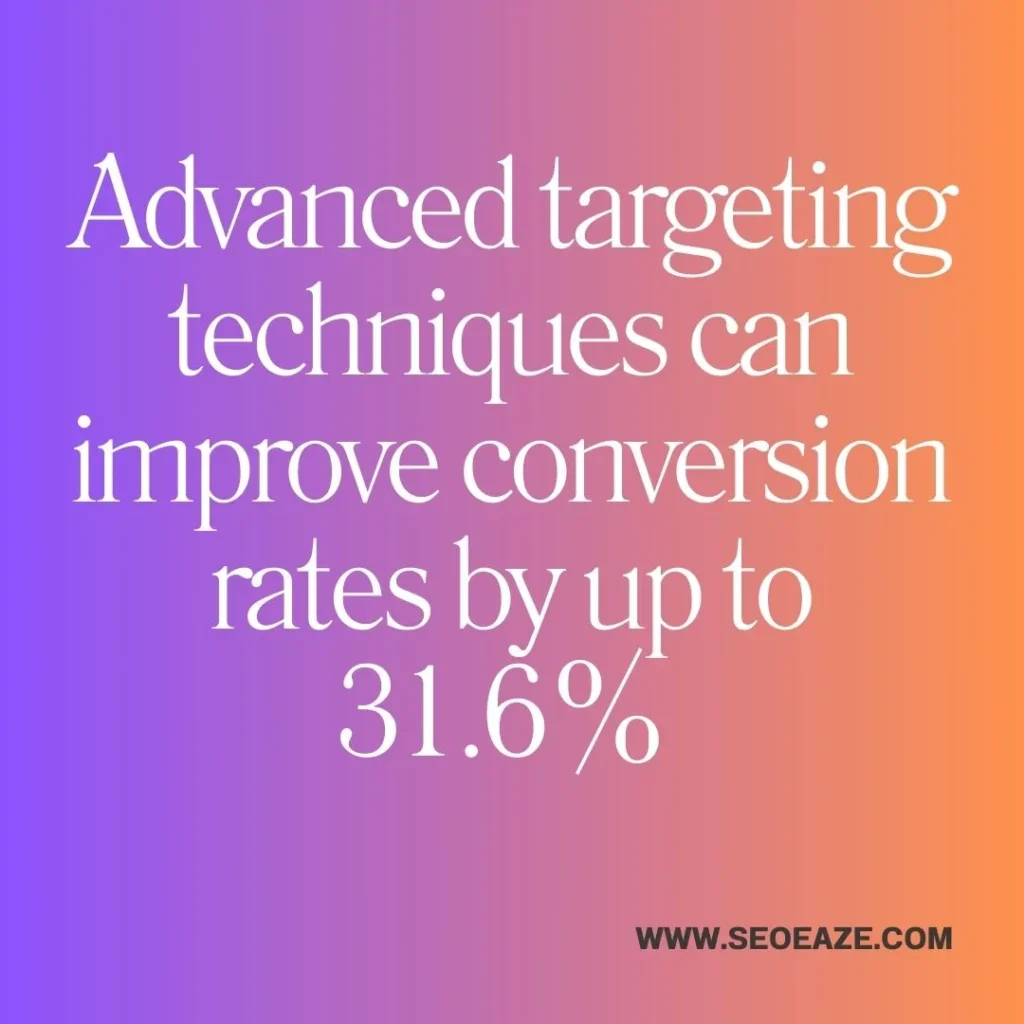 Advanced targeting
techniques can
improve conversion
rates by up to
31.6%
WWW.SEOEAZE.COM